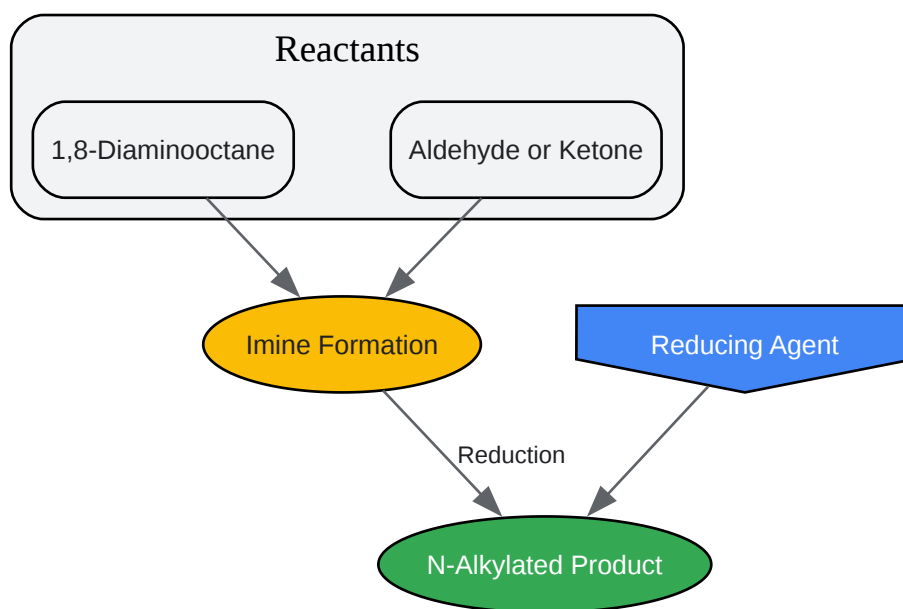 Reactants
1,8-Diaminooctane
Aldehyde or Ketone
Imine Formation
Reducing Agent
Reduction
N-Alkylated Product